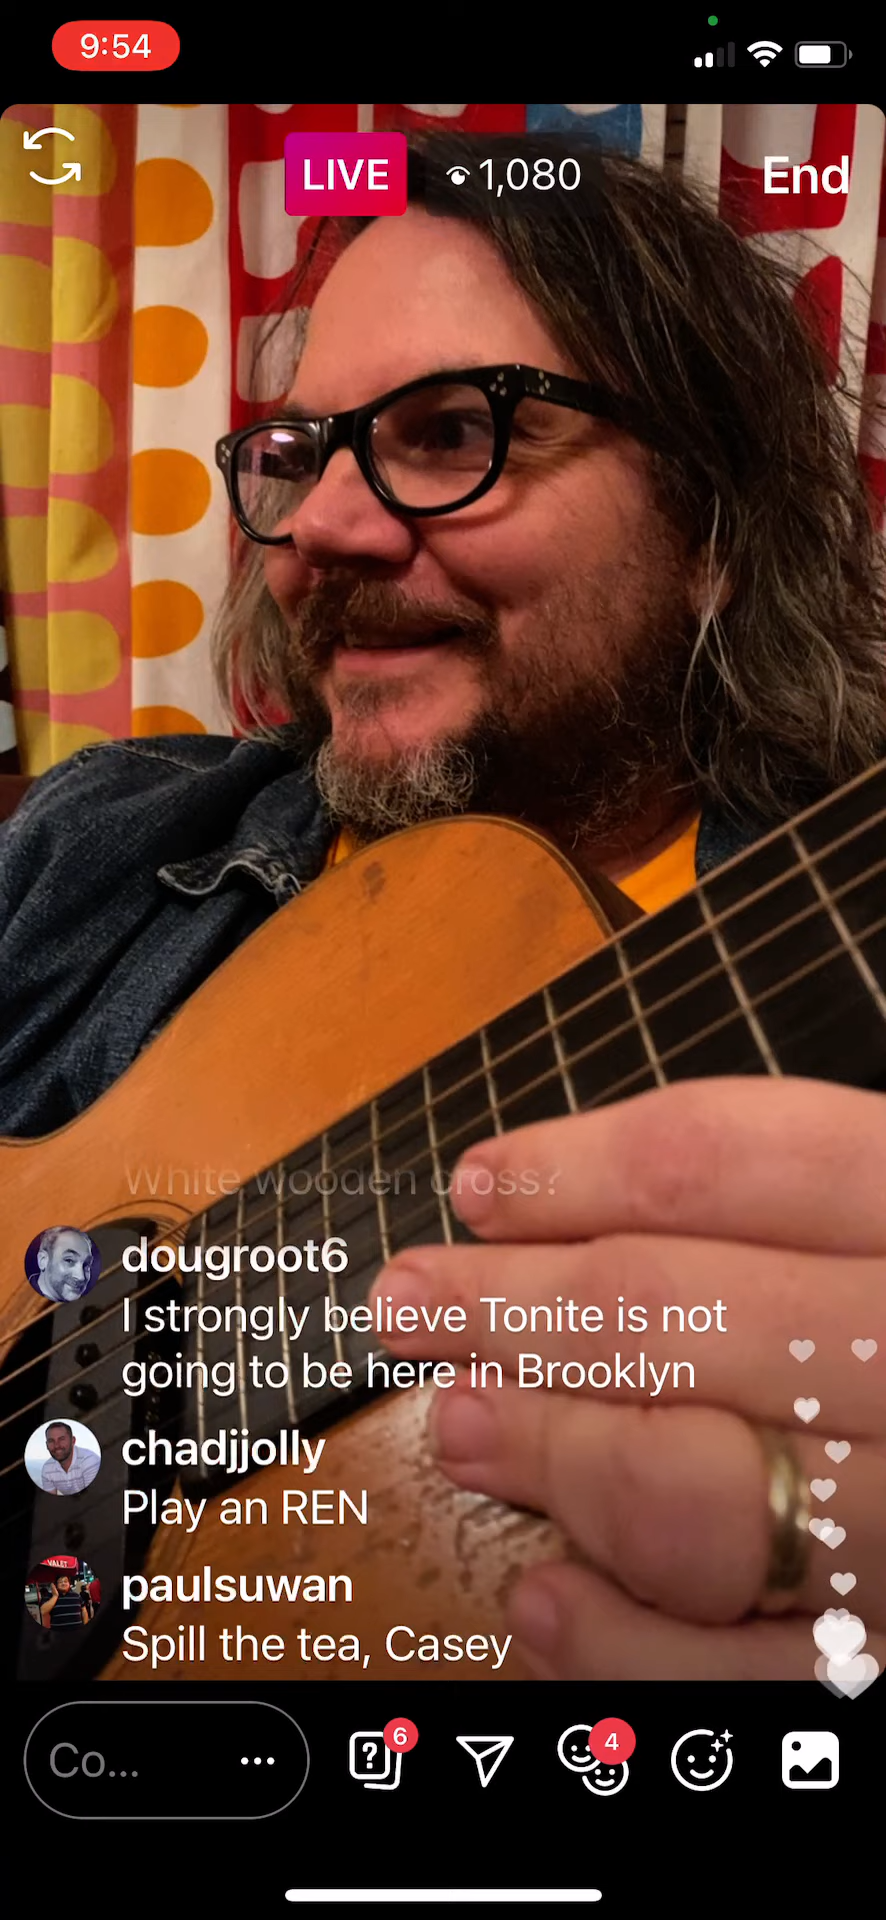 9:54
LIVE
1,080
End
White wooden cross?
dougroot6
I strongly believe Tonite is not
going to be here in Brooklyn
chadjjolly
Play an REN
VALET
paulsuwan
Spill the tea, Casey
Co...
6
4